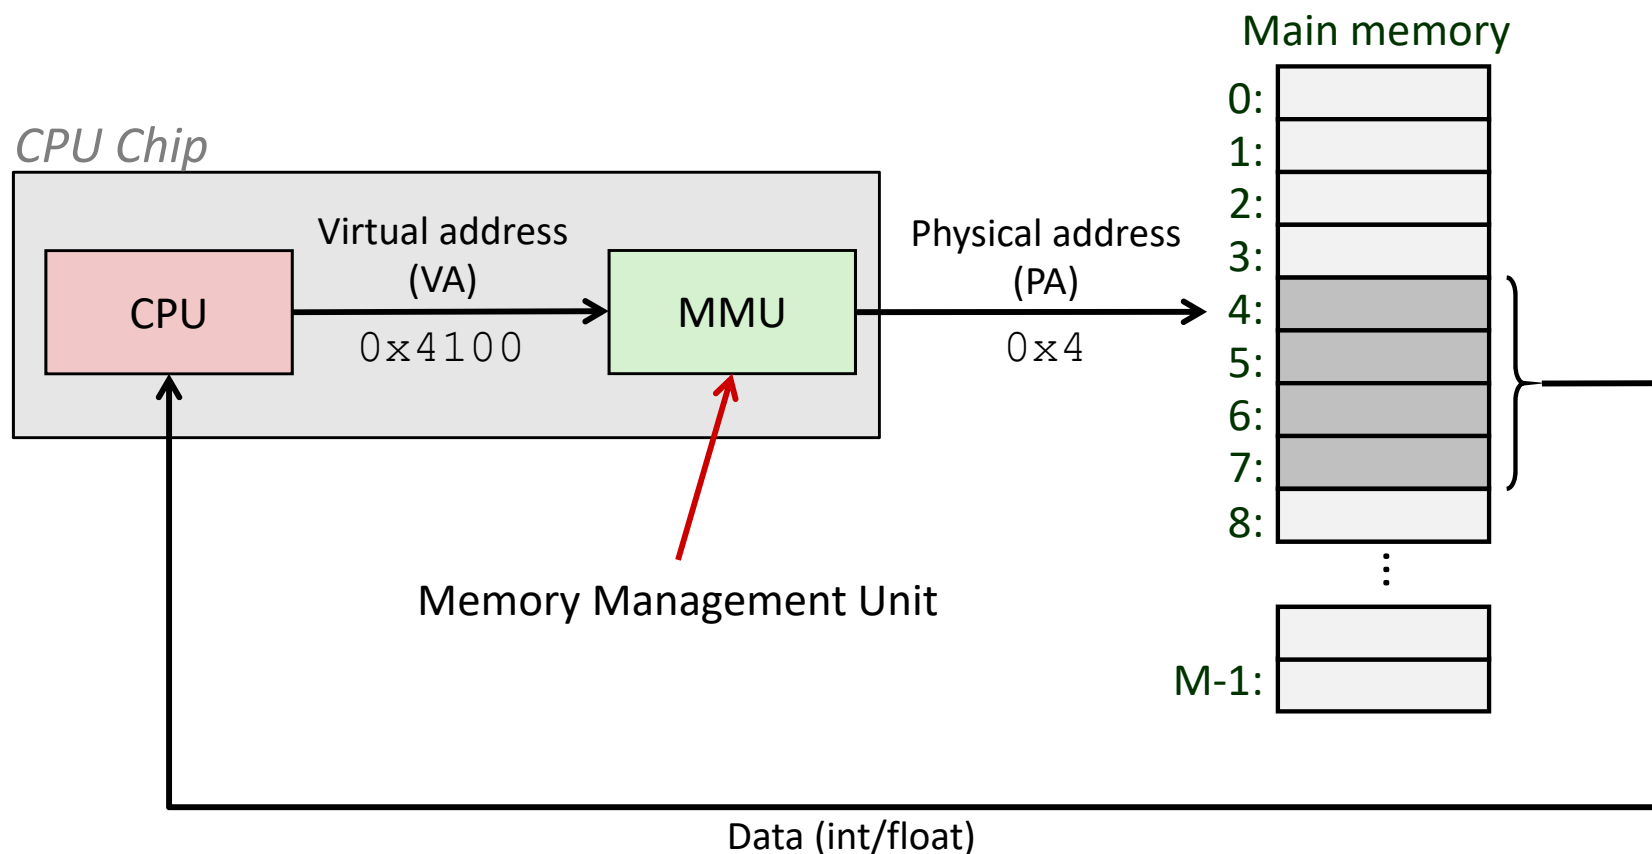 Main memory
CPU Chip
Virtual address
(VA)
0x4100
CPU
MMU
Physical address
(PA)
0x4
0:
1:
2:
3:
4:
5:
6:
7:
8:
⋮
M-1:
Memory Management Unit
Data (int/float)